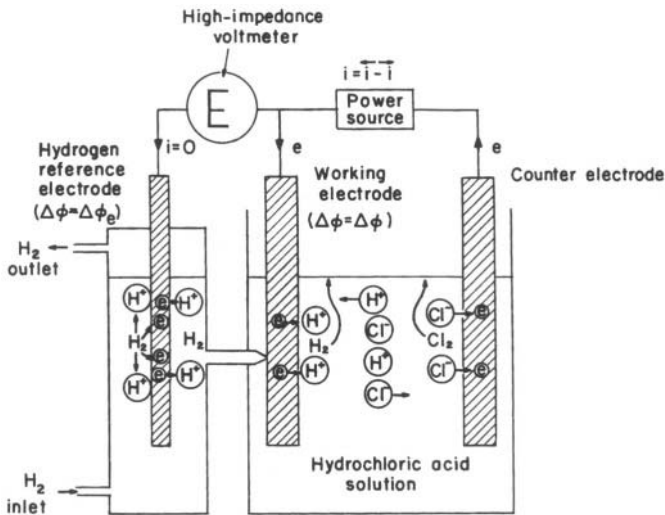 High-impedance
voltmeter
E
i = i⃗ - i⃖
Power
source
i=0
e
e
Hydrogen
reference
electrode
(Δϕ=Δϕe)
Working
electrode
(Δϕ=Δϕ)
Counter electrode
H2
outlet
H+ e H+
e
H2
e
H+ e H+
H2
e H+
H2
e H+
H+
Cl-
H+
Cl-
Cl2
Cl- e
Cl- e
Hydrochloric acid
solution
H2
inlet